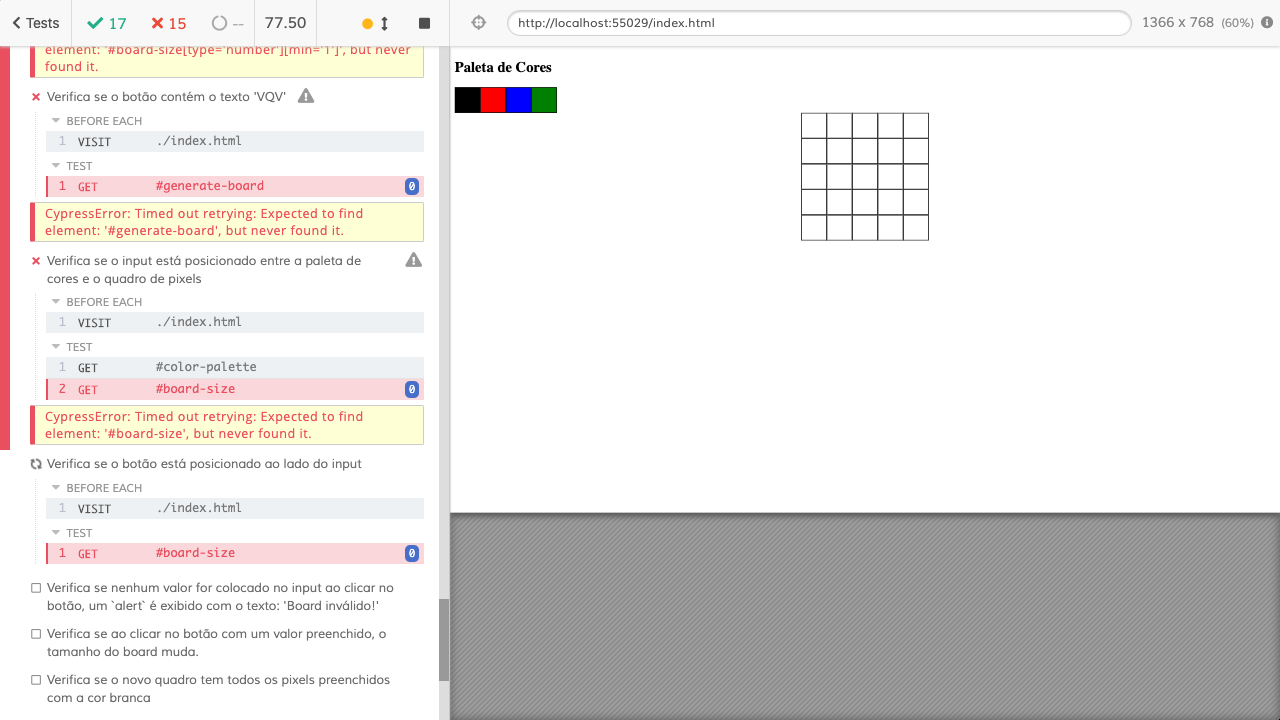 Tests
17
15
--
77.50
http://localhost:55029/index.html
1366 x 768 (60%)
element: '#board-size[type='number'][min='1']', but never
found it.
Verifica se o botão contém o texto 'VQV'
BEFORE EACH
1 VISIT ./index.html
TEST
1 GET #generate-board 0
CypressError: Timed out retrying: Expected to find
element: '#generate-board', but never found it.
Verifica se o input está posicionado entre a paleta de
cores e o quadro de pixels
BEFORE EACH
1 VISIT ./index.html
TEST
1 GET #color-palette
2 GET #board-size 0
CypressError: Timed out retrying: Expected to find
element: '#board-size', but never found it.
Verifica se o botão está posicionado ao lado do input
BEFORE EACH
1 VISIT ./index.html
TEST
1 GET #board-size 0
Verifica se nenhum valor for colocado no input ao clicar no
botão, um `alert` é exibido com o texto: 'Board inválido!'
Verifica se ao clicar no botão com um valor preenchido, o
tamanho do board muda.
Verifica se o novo quadro tem todos os pixels preenchidos
com a cor branca
Paleta de Cores